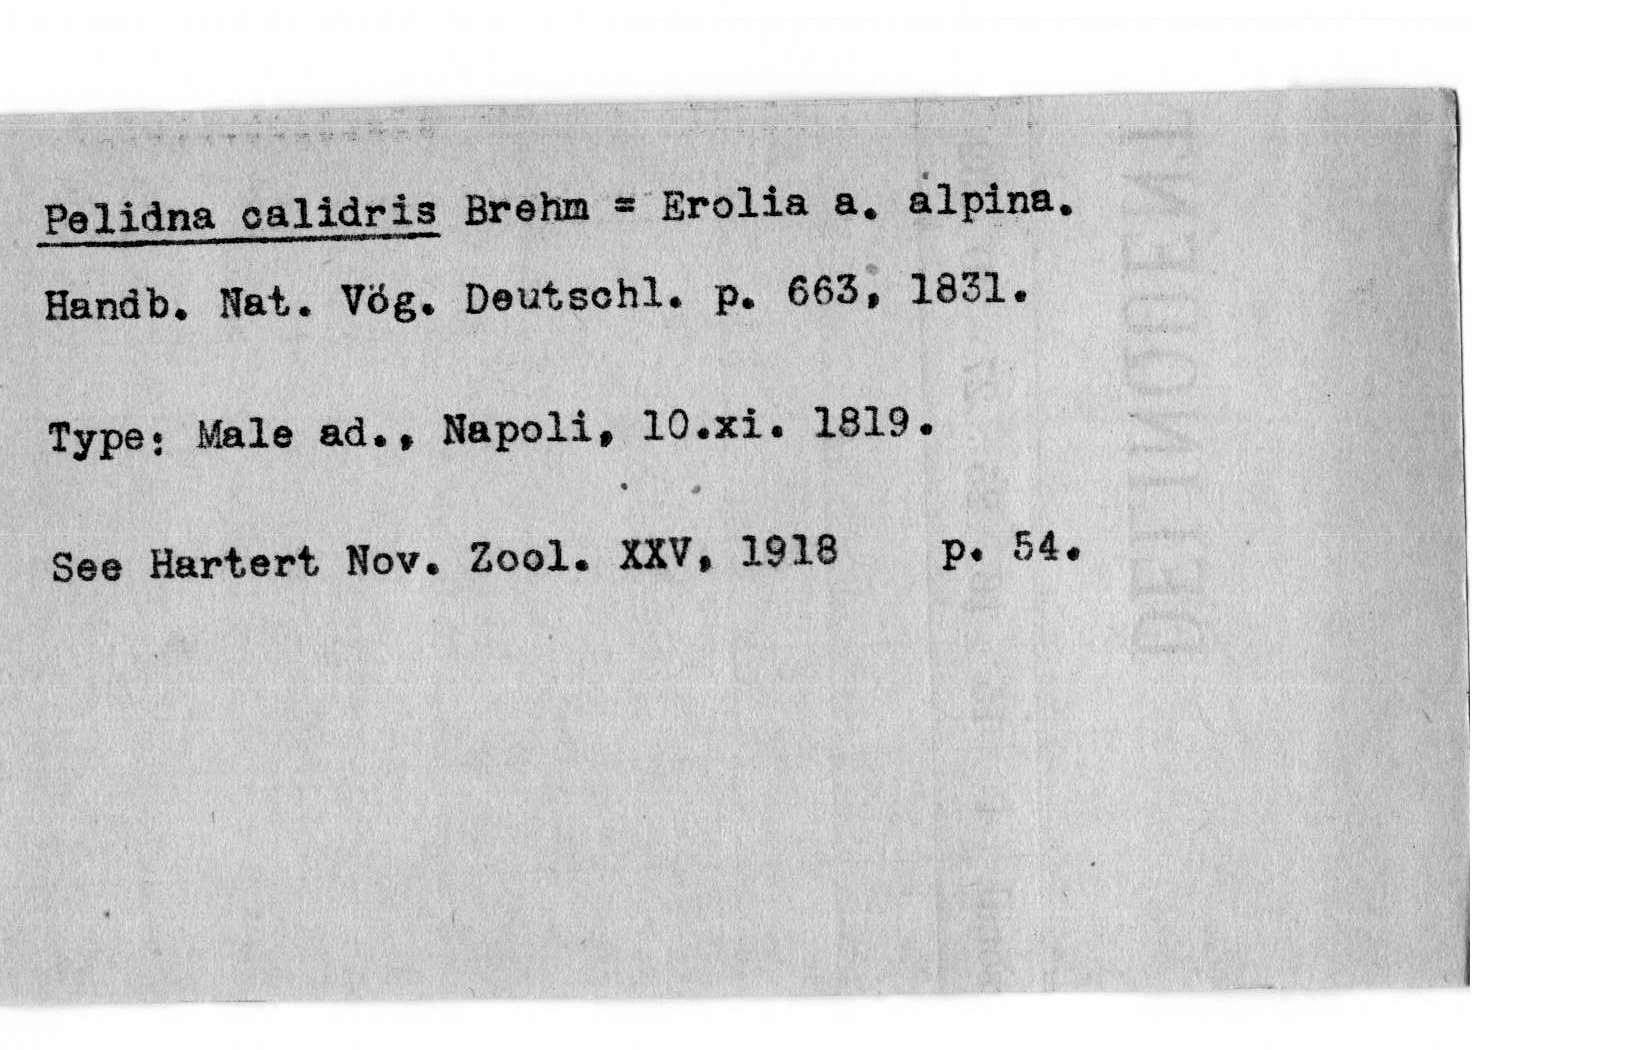 Pelidna calidris Brehm = Erolia a. alpina.
Handb. Nat. Vög. Deutschl. p. 663, 1831.
Type: Male ad., Napoli, 10.xi. 1819.
See Hartert Nov. Zool. XXV, 1918 p. 54.